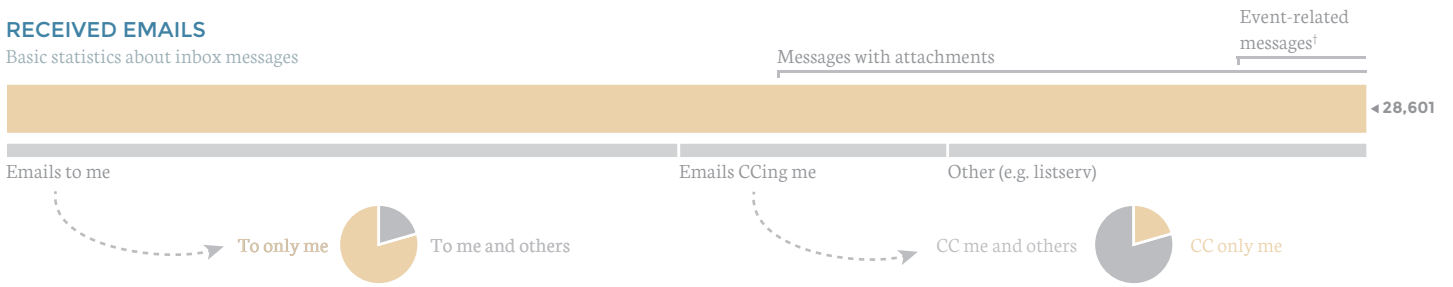 RECEIVED EMAILS
Basic statistics about inbox messages
Messages with attachments
Event-related
messages†
◂ 28,601
Emails to me
Emails CCing me
Other (e.g. listserv)
To only me
To me and others
CC me and others
CC only me